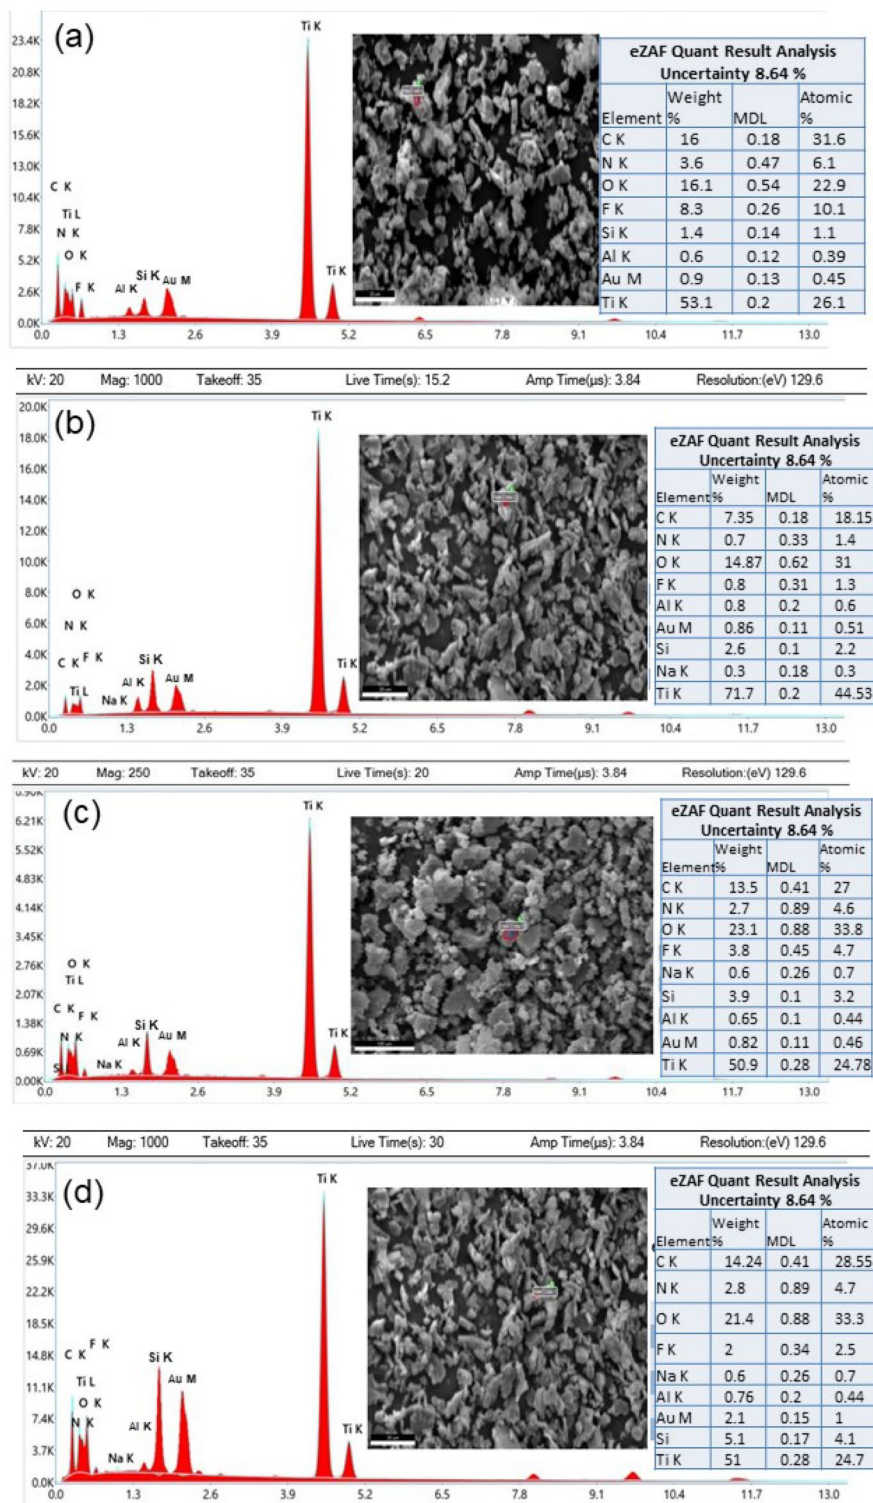 (a)
Ti K
23.4K
20.8K
18.2K
15.6K
13.0K
10.4K
7.8K
5.2K
2.6K
0.0K
C K
Ti L
N K
O K
F K
Al K
Si K
Au M
Ti K
0.0 1.3 2.6 3.9 5.2 6.5 7.8 9.1 10.4 11.7 13.0
eZAF Quant Result Analysis
Uncertainty 8.64 %
Element Weight % MDL Atomic %
C K 16 0.18 31.6
N K 3.6 0.47 6.1
O K 16.1 0.54 22.9
F K 8.3 0.26 10.1
Si K 1.4 0.14 1.1
Al K 0.6 0.12 0.39
Au M 0.9 0.13 0.45
Ti K 53.1 0.2 26.1
kV: 20 Mag: 1000 Takeoff: 35 Live Time(s): 15.2 Amp Time(µs): 3.84 Resolution:(eV) 129.6
(b)
Ti K
20.0K
18.0K
16.0K
14.0K
12.0K
10.0K
8.0K
6.0K
4.0K
2.0K
0.0K
O K
N K
C K
F K
Ti L
Na K
Al K
Si K
Au M
Ti K
0.0 1.3 2.6 3.9 5.2 6.5 7.8 9.1 10.4 11.7 13.0
eZAF Quant Result Analysis
Uncertainty 8.64 %
Element Weight % MDL Atomic %
C K 7.35 0.18 18.15
N K 0.7 0.33 1.4
O K 14.87 0.62 31
F K 0.8 0.31 1.3
Al K 0.8 0.2 0.6
Au M 0.86 0.11 0.51
Si 2.6 0.1 2.2
Na K 0.3 0.18 0.3
Ti K 71.7 0.2 44.53
kV: 20 Mag: 250 Takeoff: 35 Live Time(s): 20 Amp Time(µs): 3.84 Resolution:(eV) 129.6
(c)
Ti K
6.21K
5.52K
4.83K
4.14K
3.45K
2.76K
2.07K
1.38K
0.69K
0.00K
O K
Ti L
C K
F K
N K
Na K
Al K
Si K
Au M
Ti K
0.0 1.3 2.6 3.9 5.2 6.5 7.8 9.1 10.4 11.7 13.0
eZAF Quant Result Analysis
Uncertainty 8.64 %
Element Weight % MDL Atomic %
C K 13.5 0.41 27
N K 2.7 0.89 4.6
O K 23.1 0.88 33.8
F K 3.8 0.45 4.7
Na K 0.6 0.26 0.7
Si 3.9 0.1 3.2
Al K 0.65 0.1 0.44
Au M 0.82 0.11 0.46
Ti K 50.9 0.28 24.78
kV: 20 Mag: 1000 Takeoff: 35 Live Time(s): 30 Amp Time(µs): 3.84 Resolution:(eV) 129.6
(d)
Ti K
37.0K
33.3K
29.6K
25.9K
22.2K
18.5K
14.8K
11.1K
7.4K
3.7K
0.0K
F K
C K
Ti L
O K
N K
Na K
Al K
Si K
Au M
Ti K
0.0 1.3 2.6 3.9 5.2 6.5 7.8 9.1 10.4 11.7 13.0
eZAF Quant Result Analysis
Uncertainty 8.64 %
Element Weight % MDL Atomic %
C K 14.24 0.41 28.55
N K 2.8 0.89 4.7
O K 21.4 0.88 33.3
F K 2 0.34 2.5
Na K 0.6 0.26 0.7
Al K 0.76 0.2 0.44
Au M 2.1 0.15 1
Si 5.1 0.17 4.1
Ti K 51 0.28 24.7